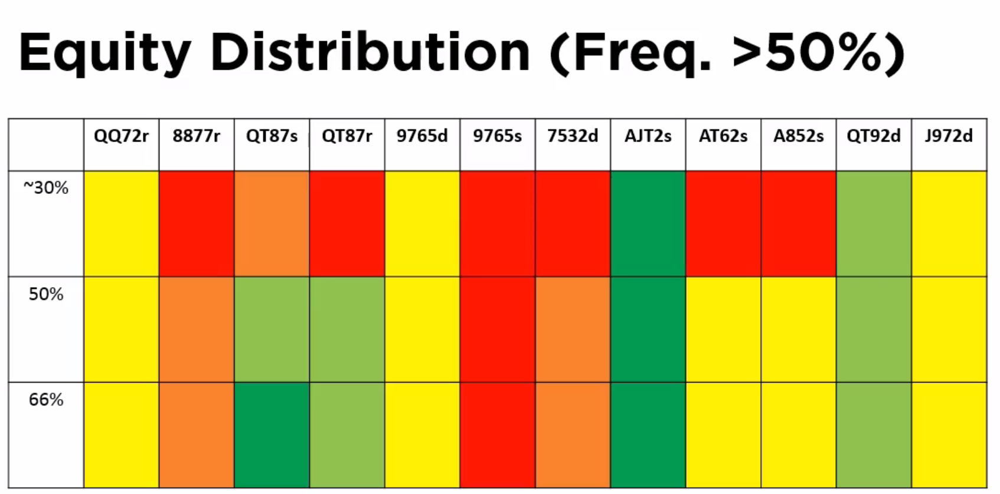 Equity Distribution (Freq. >50%)
QQ72r 8877r QT87s QT87r 9765d 9765s 7532d AJT2s AT62s A852s QT92d J972d
~30%
50%
66%